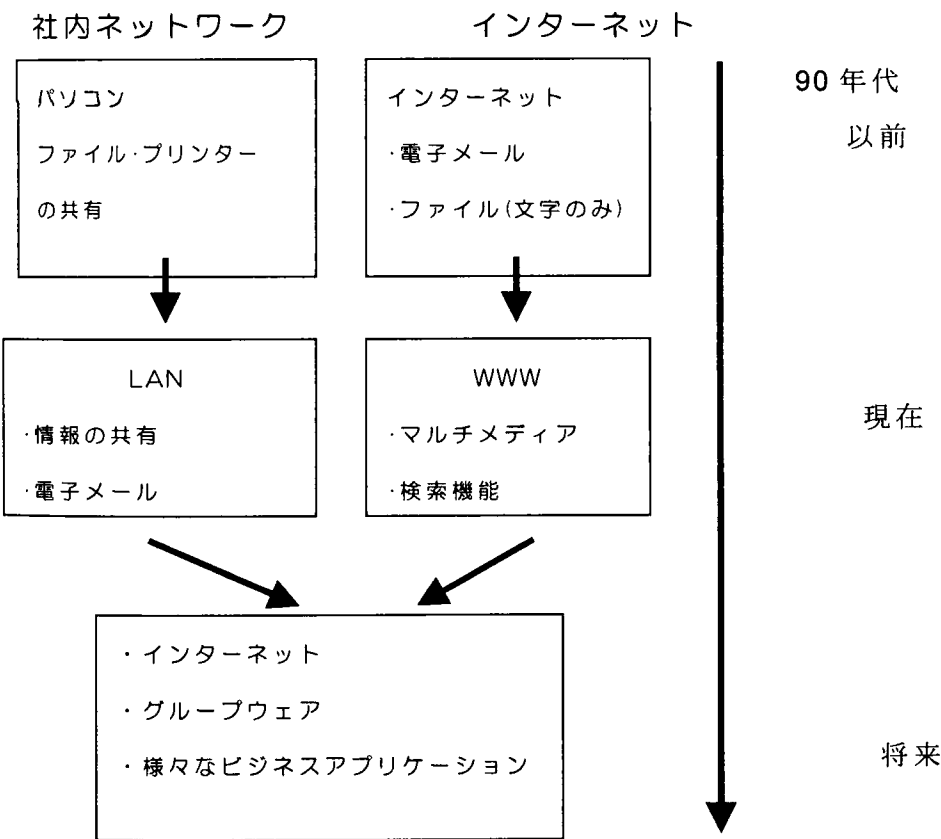 社内ネットワーク
インターネット
90年代
以前
パソコン
ファイル·プリンター
の共有
インターネット
·電子メール
·ファイル(文字のみ)
LAN
·情報の共有
·電子メール
WWW
·マルチメディア
·検索機能
現在
・インターネット
・グループウェア
・様々なビジネスアプリケーション
将来